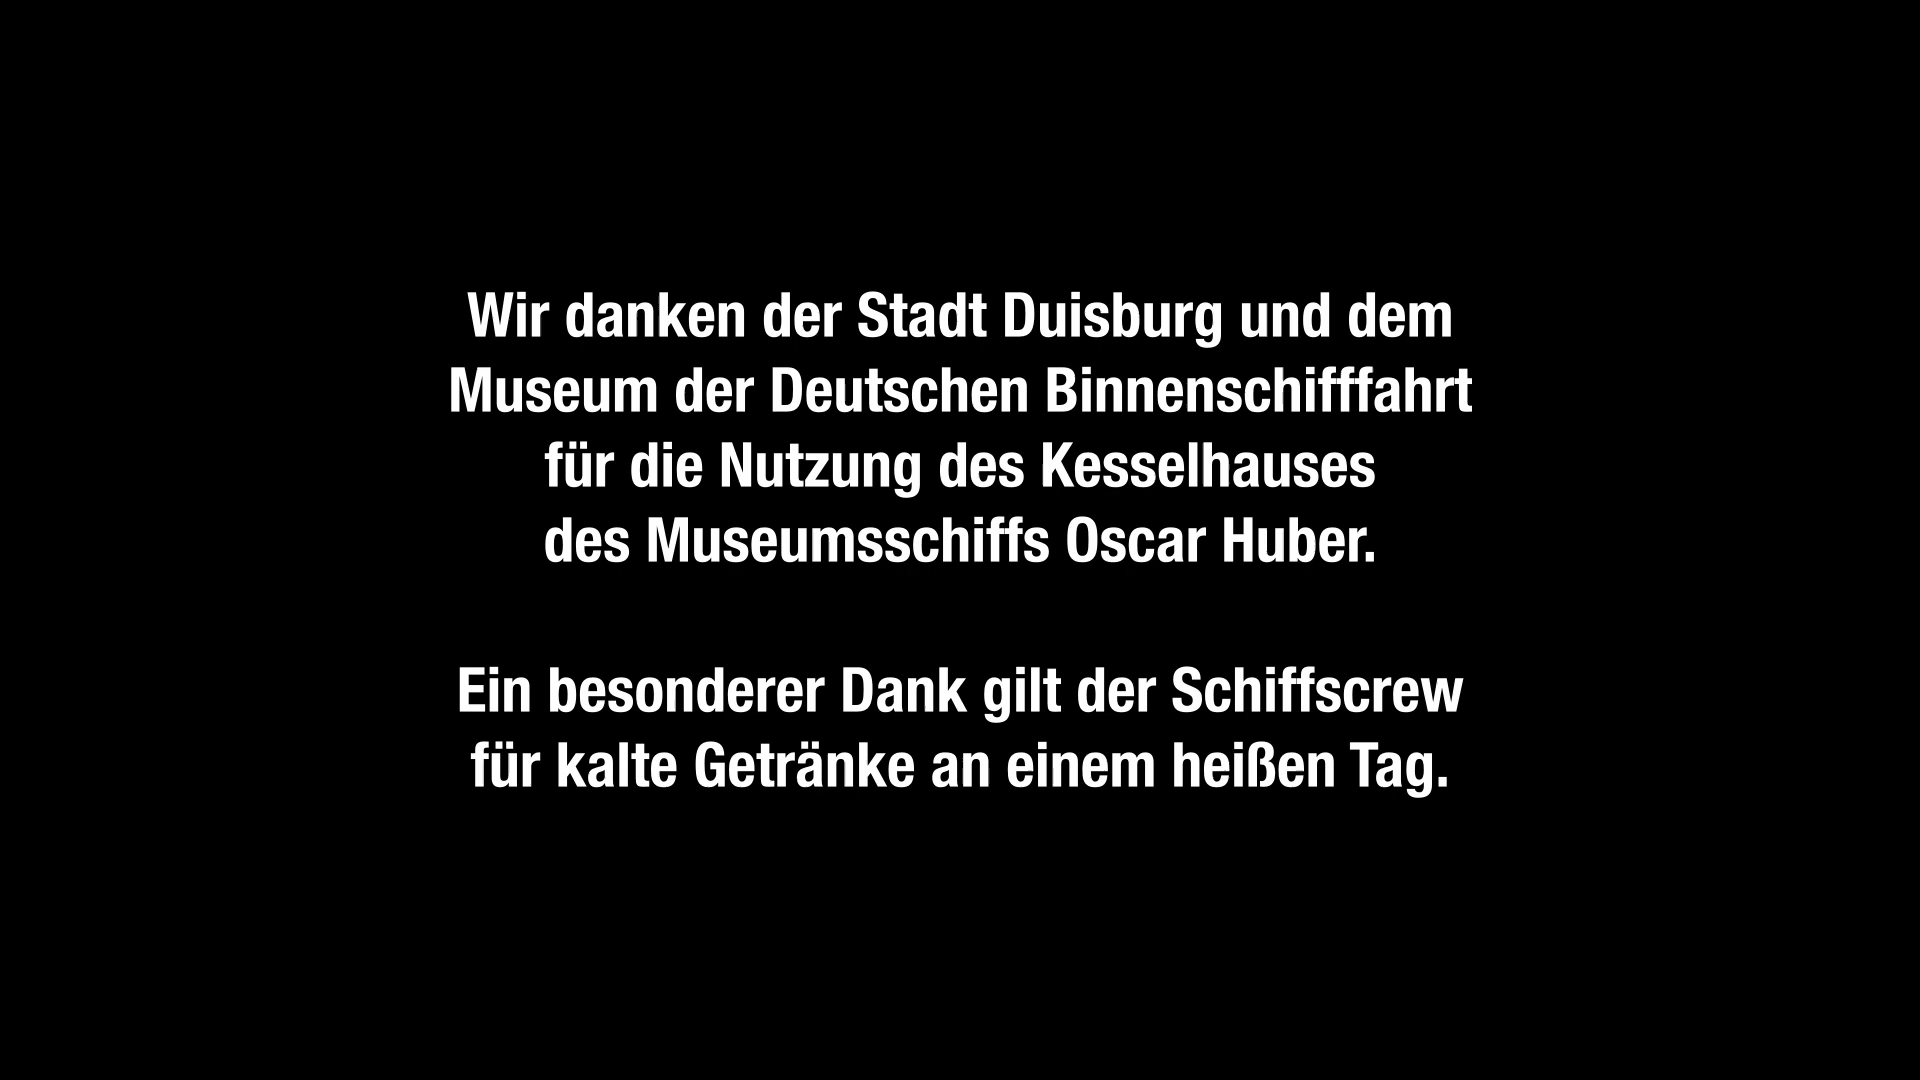 Wir danken der Stadt Duisburg und dem
Museum der Deutschen Binnenschifffahrt
für die Nutzung des Kesselhauses
des Museumsschiffs Oscar Huber.
Ein besonderer Dank gilt der Schiffscrew
für kalte Getränke an einem heißen Tag.